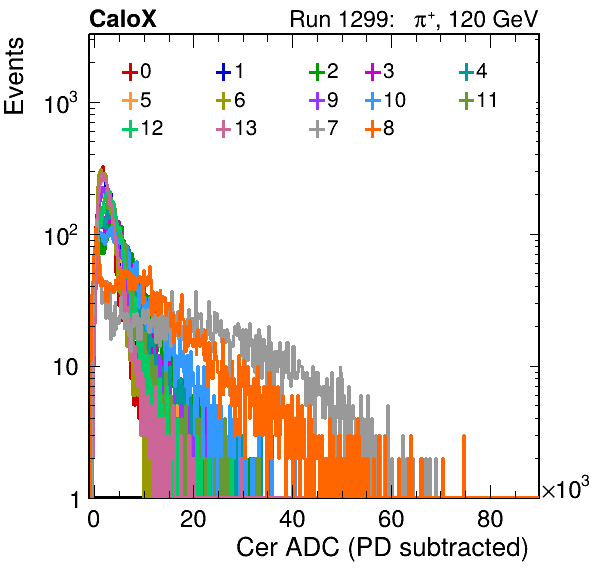 CaloX Run 1299: π⁺, 120 GeV
Events
0 1 2 3 4
5 6 9 10 11
12 13 7 8
10³
10²
10
1
0 20 40 60 80 ×10³
Cer ADC (PD subtracted)